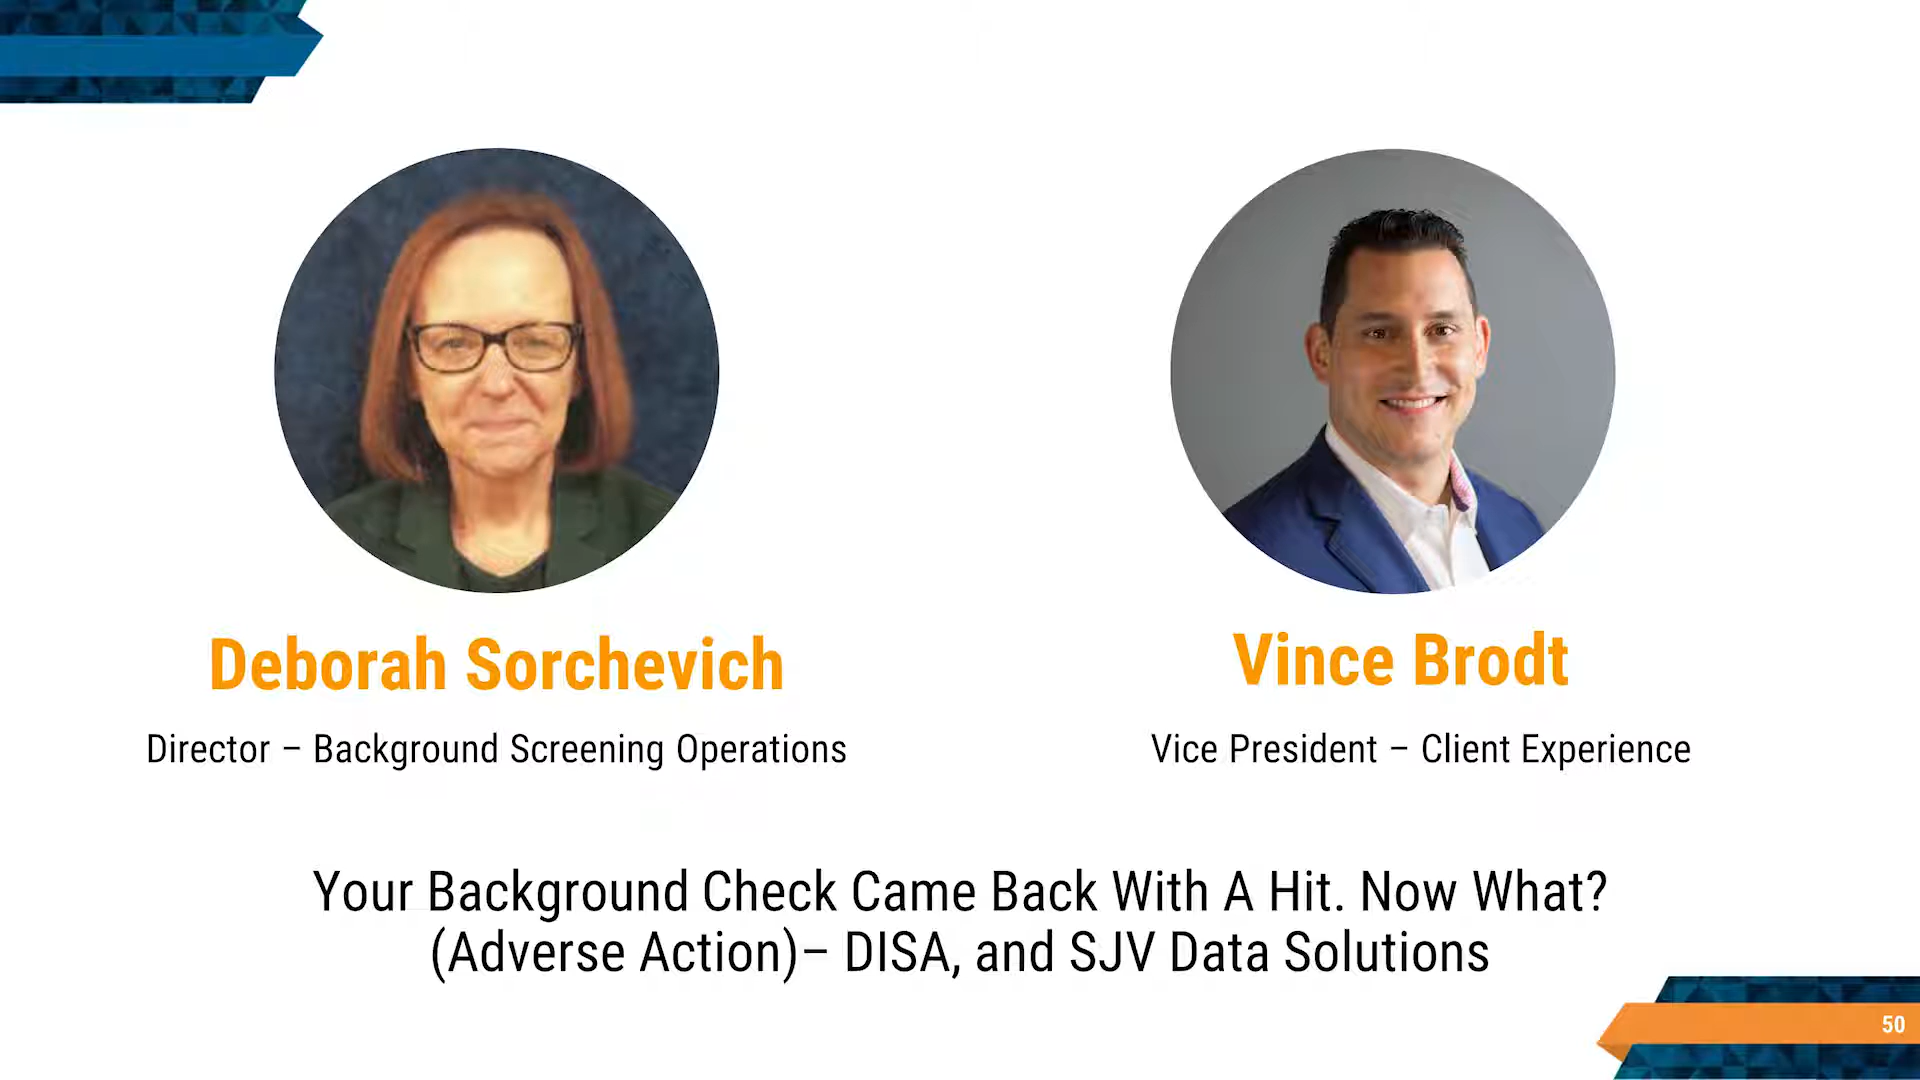 Deborah Sorchevich
Director – Background Screening Operations
Vince Brodt
Vice President – Client Experience
Your Background Check Came Back With A Hit. Now What?
(Adverse Action)– DISA, and SJV Data Solutions
50